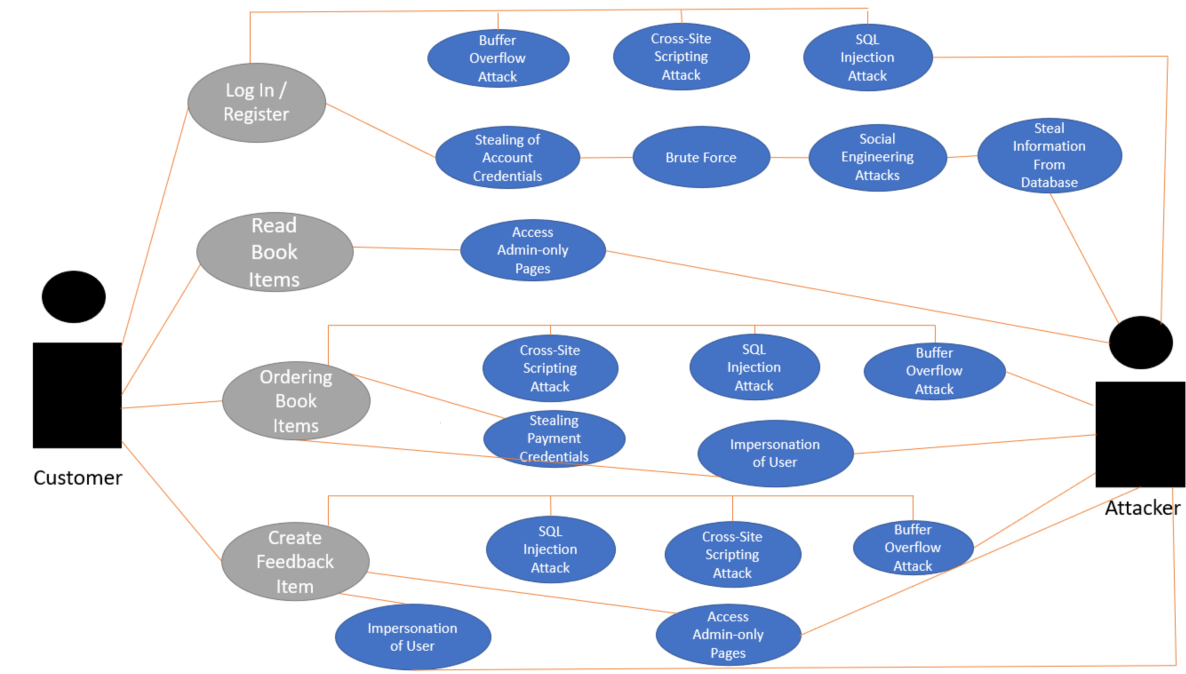 Buffer
Overflow
Attack
Cross-Site
Scripting
Attack
SQL
Injection
Attack
Log In /
Register
Stealing of
Account
Credentials
Brute Force
Social
Engineering
Attacks
Steal
Information
From
Database
Read
Book
Items
Access
Admin-only
Pages
Cross-Site
Scripting
Attack
SQL
Injection
Attack
Buffer
Overflow
Attack
Ordering
Book
Items
Stealing
Payment
Credentials
Impersonation
of User
Customer
Attacker
SQL
Injection
Attack
Cross-Site
Scripting
Attack
Buffer
Overflow
Attack
Create
Feedback
Item
Impersonation
of User
Access
Admin-only
Pages